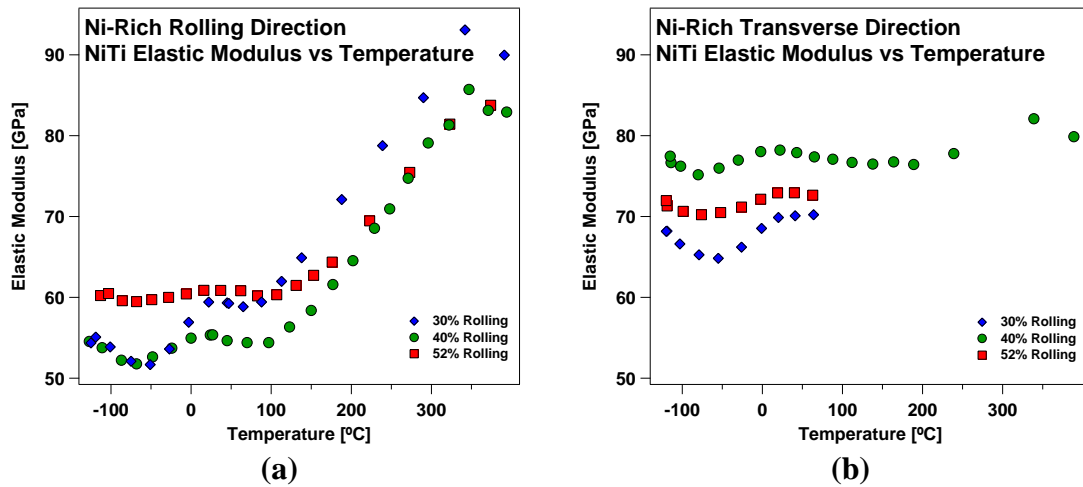 Ni-Rich Rolling Direction
NiTi Elastic Modulus vs Temperature
90
80
70
60
50
Elastic Modulus [GPa]
30% Rolling
40% Rolling
52% Rolling
-100 0 100 200 300
Temperature [ºC]
(a)
Ni-Rich Transverse Direction
NiTi Elastic Modulus vs Temperature
90
80
70
60
50
Elastic Modulus [GPa]
30% Rolling
40% Rolling
52% Rolling
-100 0 100 200 300
Temperature [ºC]
(b)